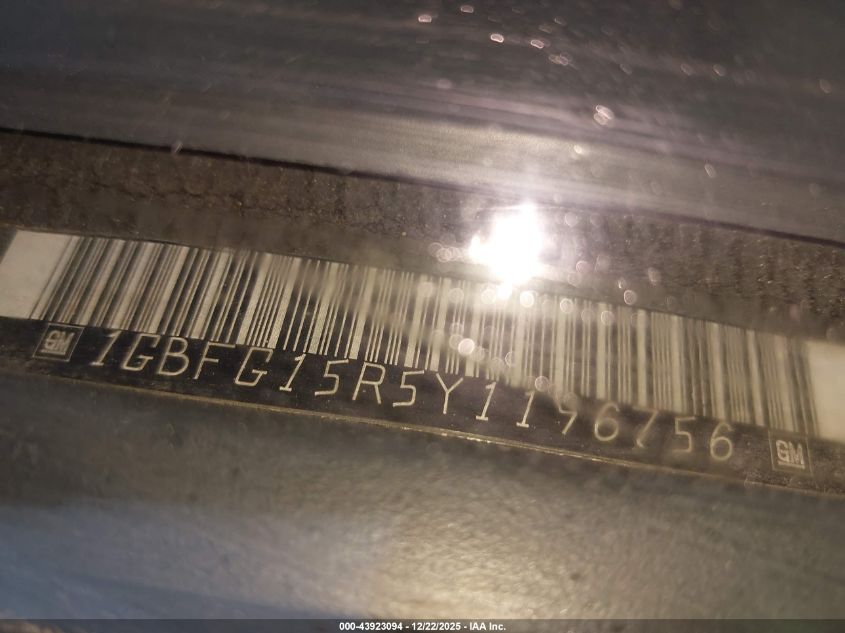 GM 1GBFG15R5Y1196756 GM
000-43923094 - 12/22/2025 - IAA Inc.